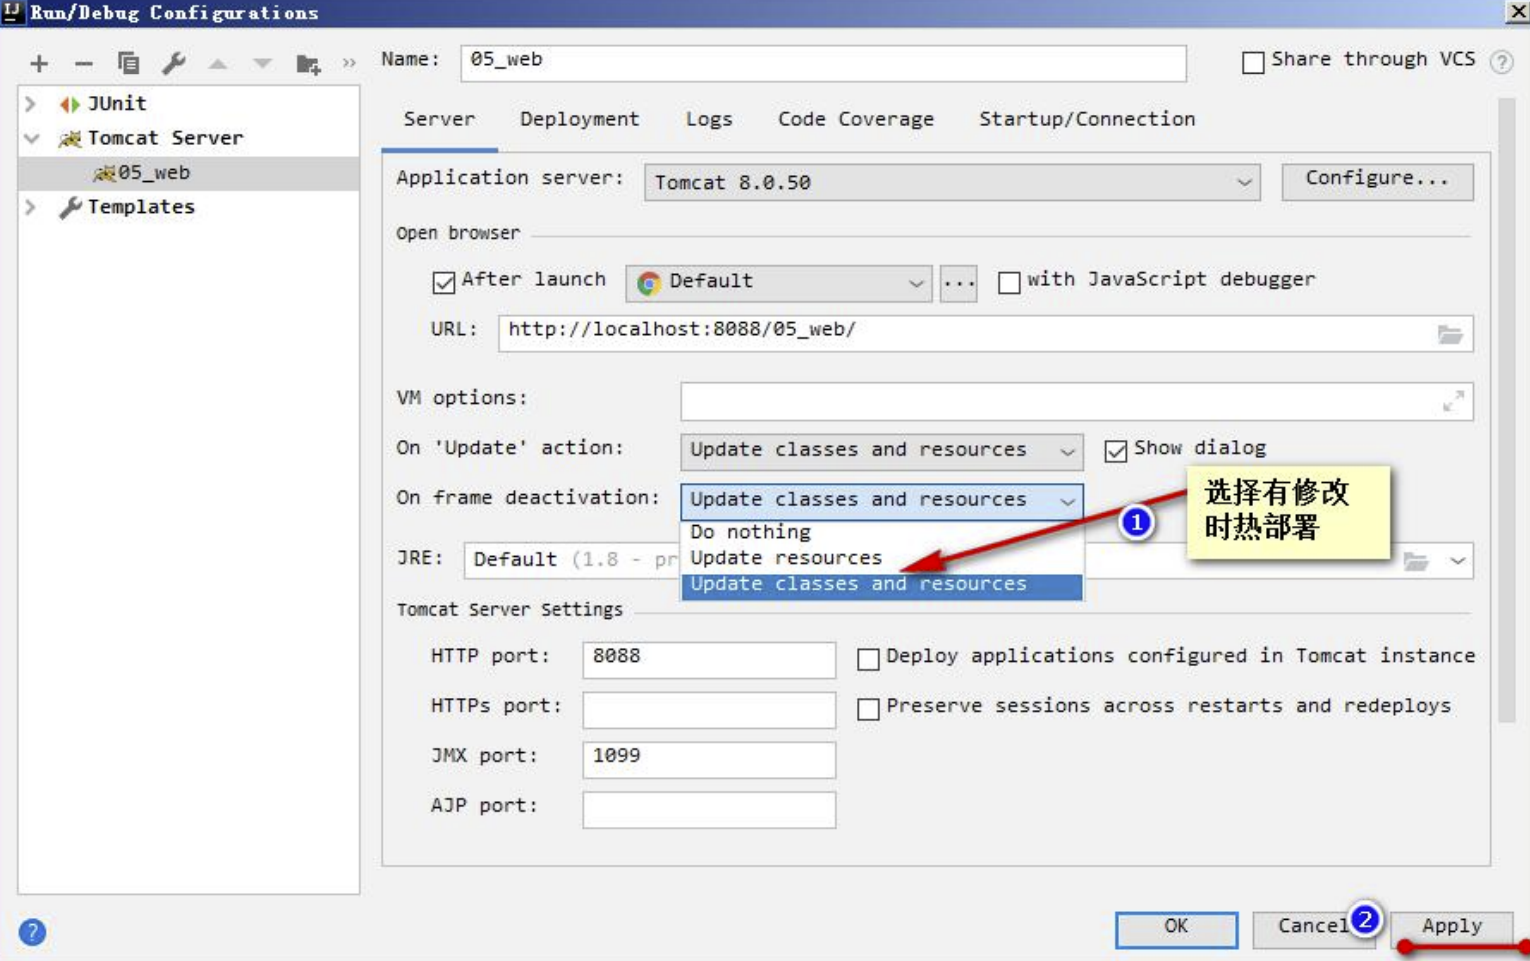 Run/Debug Configurations
Name: 05_web
Share through VCS
JUnit
Tomcat Server
05_web
Templates
Server Deployment Logs Code Coverage Startup/Connection
Application server: Tomcat 8.0.50 Configure...
Open browser
After launch Default ... with JavaScript debugger
URL: http://localhost:8088/05_web/
VM options:
On 'Update' action: Update classes and resources Show dialog
On frame deactivation: Update classes and resources
Do nothing
Update resources
Update classes and resources
1
选择有修改
时热部署
JRE: Default (1.8 - pr
Tomcat Server Settings
HTTP port: 8088 Deploy applications configured in Tomcat instance
HTTPs port: Preserve sessions across restarts and redeploys
JMX port: 1099
AJP port:
OK Cancel 2 Apply